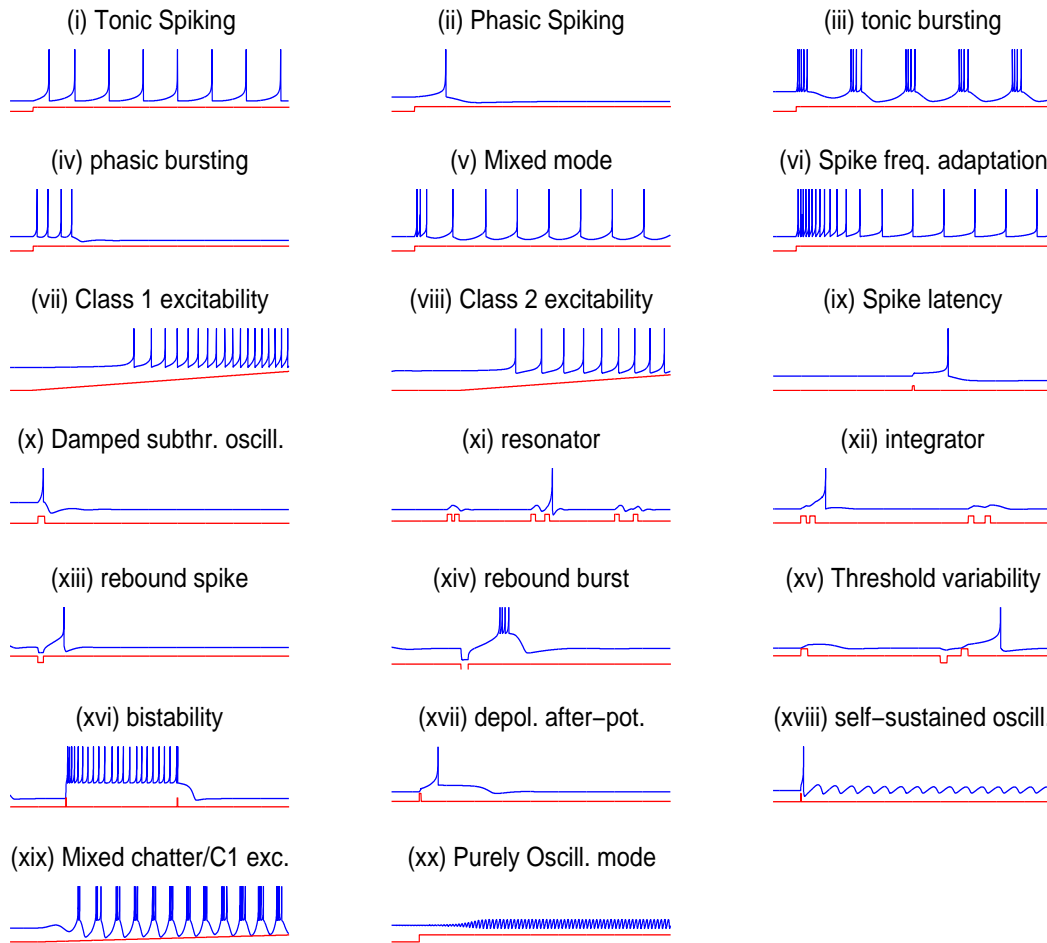 (i) Tonic Spiking
(ii) Phasic Spiking
(iii) tonic bursting
(iv) phasic bursting
(v) Mixed mode
(vi) Spike freq. adaptation
(vii) Class 1 excitability
(viii) Class 2 excitability
(ix) Spike latency
(x) Damped subthr. oscill.
(xi) resonator
(xii) integrator
(xiii) rebound spike
(xiv) rebound burst
(xv) Threshold variability
(xvi) bistability
(xvii) depol. after−pot.
(xviii) self−sustained oscill.
(xix) Mixed chatter/C1 exc.
(xx) Purely Oscill. mode